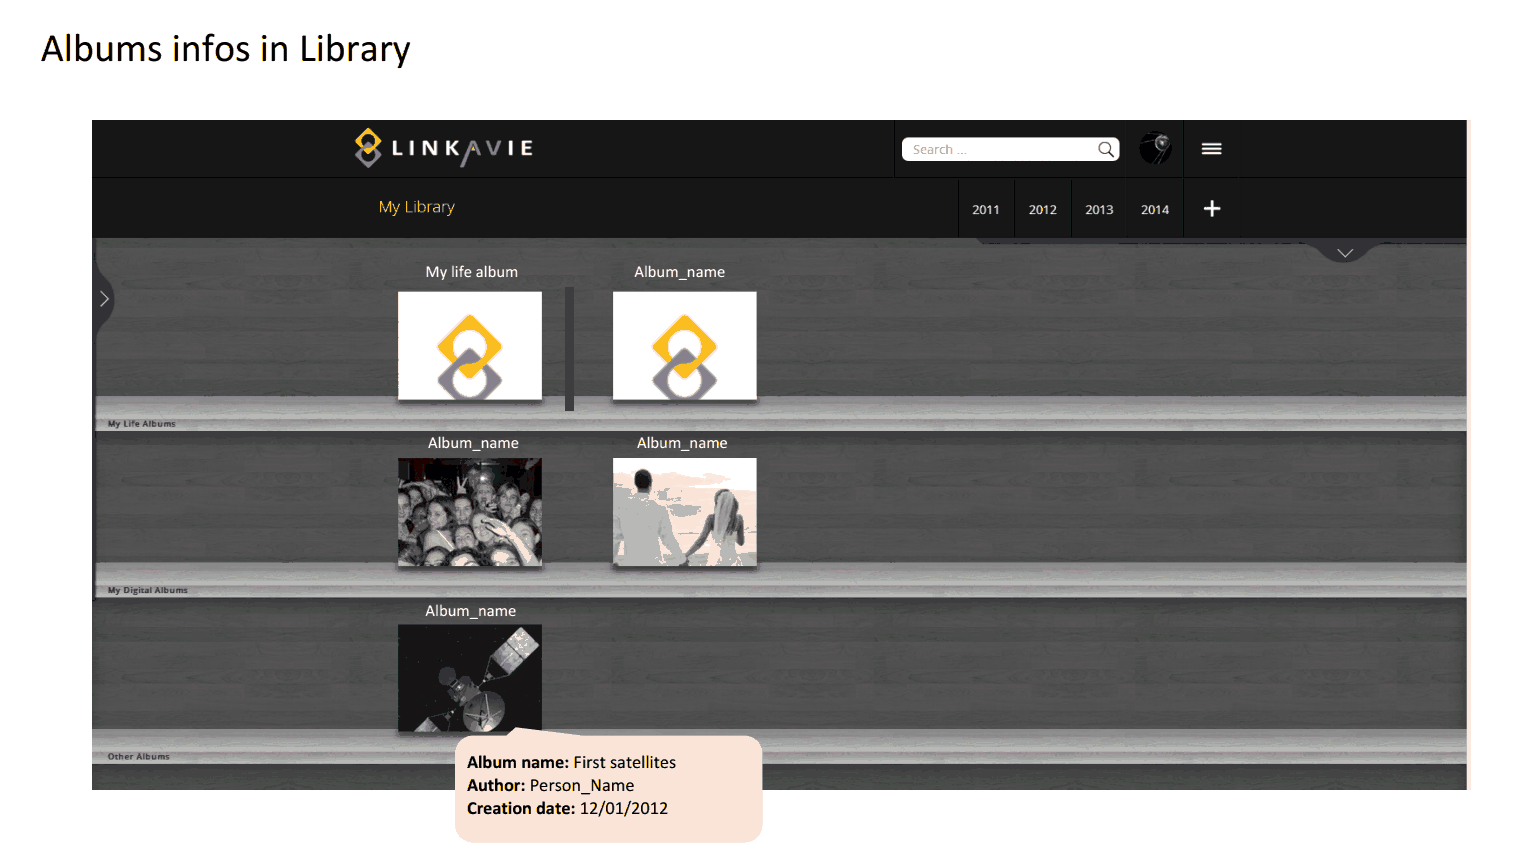 Albums infos in Library
LINKAVIE
Search ...
My Library
2011 2012 2013 2014
My life album
Album_name
My Life Albums
Album_name
Album_name
My Digital Albums
Album_name
Other Albums
Album name: First satellites
Author: Person_Name
Creation date: 12/01/2012